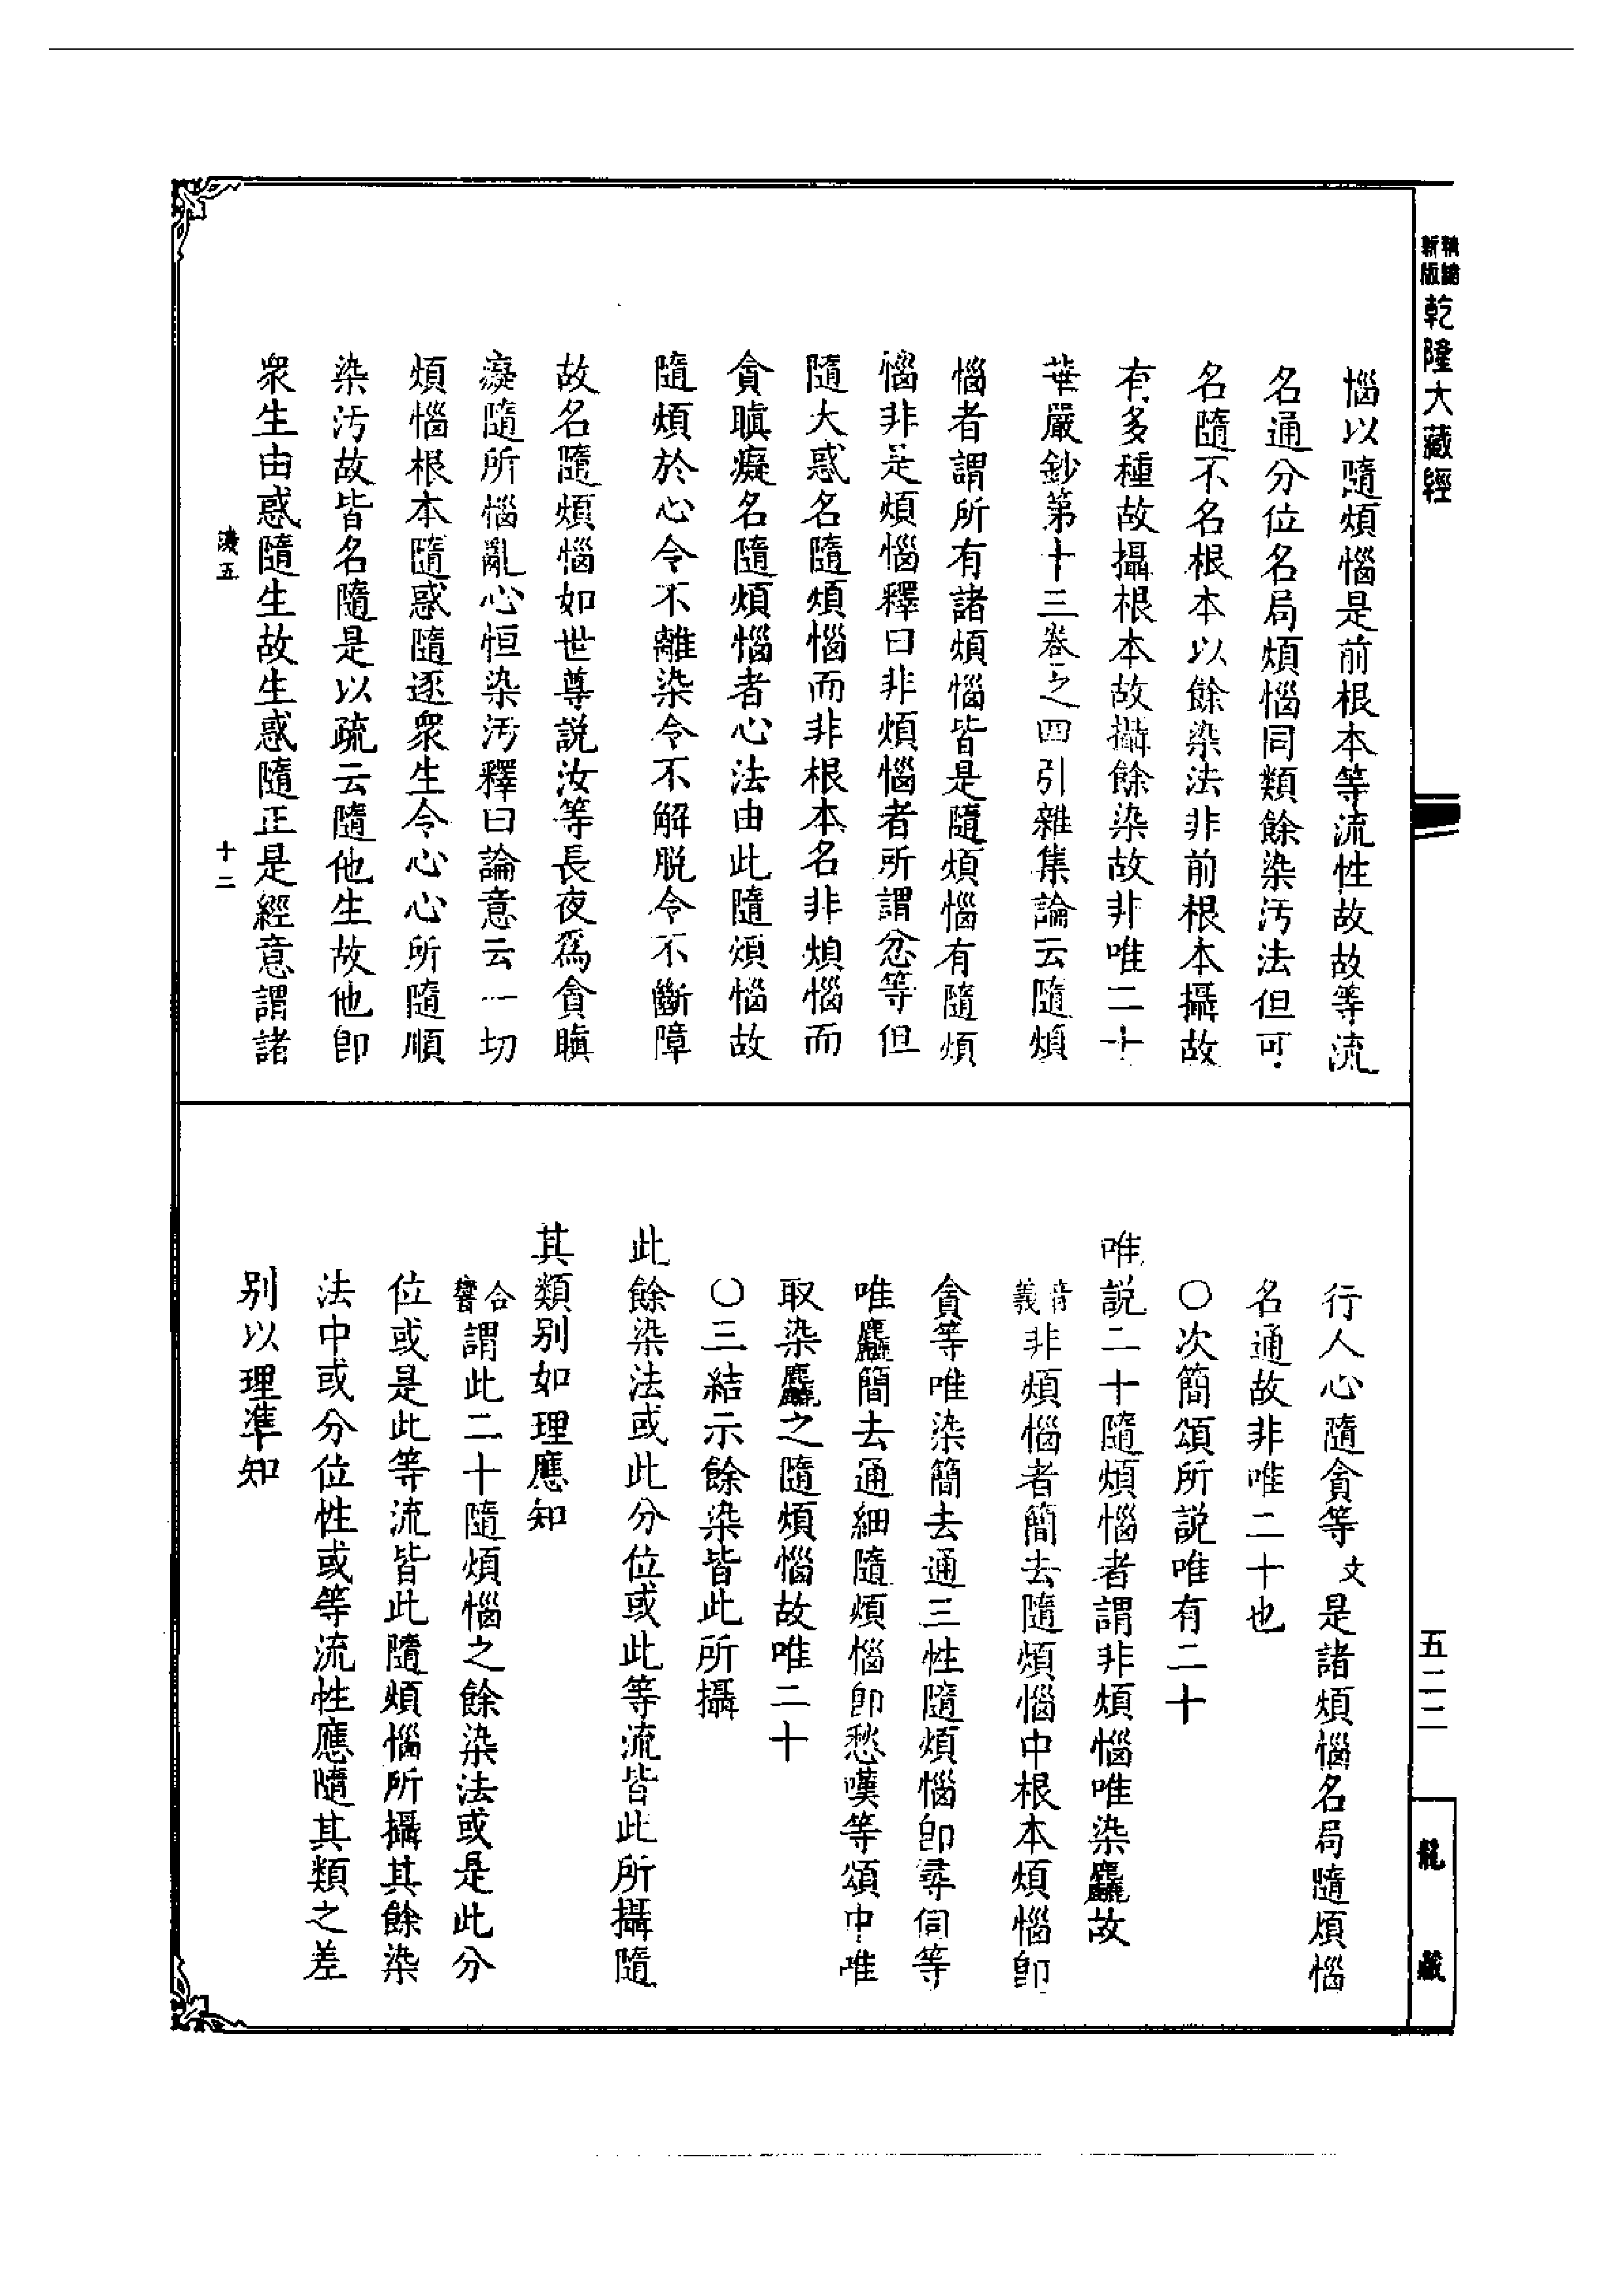 新版
精縮
乾隆大藏經
五二二
龍藏
惱以隨煩惱是前根本等流性故故等流
名通分位名局煩惱同類餘染汚法但可
名隨不名根本以餘染法非前根本攝故
有多種故攝根本故攝餘染故非唯二十
華嚴鈔第十三卷之四引雜集論云隨煩
惱者謂所有諸煩惱皆是隨煩惱有隨煩
惱非是煩惱釋曰非煩惱者所謂忿等但
隨大惑名隨煩惱而非根本名非煩惱而
貪瞋癡名隨煩惱者心法由此隨煩惱故
隨煩於心令不離染令不解脱令不斷障
故名隨煩惱如世尊説汝等長夜爲貪瞋
癡隨所惱亂心恒染汚釋曰論意云一切
煩惱根本隨惑隨逐衆生令心心所隨順
染汚故皆名隨是以疏云隨他生故他卽
衆生由惑隨生故生惑隨正是經意謂諸
十二
行人心隨貪等文是諸煩惱名局隨煩惱
名通故非唯二十也
○次簡頌所説唯有二十
唯説二十隨煩惱者謂非煩惱唯染麤故
音義非煩惱者簡去隨煩惱中根本煩惱卽
貪等唯染簡去通三性隨煩惱卽尋伺等
唯麤簡去通細隨煩惱卽愁嘆等頌中唯
取染麤之隨煩惱故唯二十
○三結示餘染皆此所攝
此餘染法或此分位或此等流皆此所攝隨
其類别如理應知
合響謂此二十隨煩惱之餘染法或是此分
位或是此等流皆此隨煩惱所攝其餘染
法中或分位性或等流性應隨其類之差
别以理準知